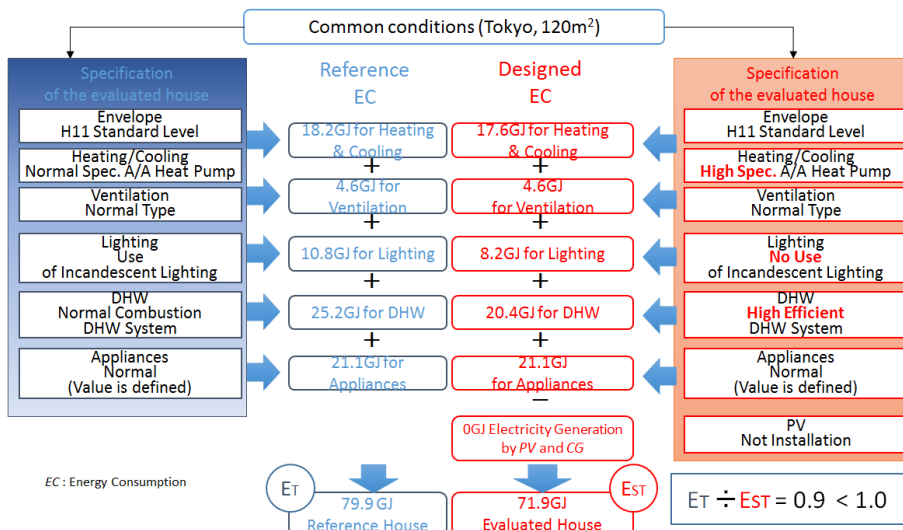 Common conditions (Tokyo, 120m²)
Specification
of the evaluated house
Envelope
H11 Standard Level
Heating/Cooling
Normal Spec. A/A Heat Pump
Ventilation
Normal Type
Lighting
Use
of Incandescent Lighting
DHW
Normal Combustion
DHW System
Appliances
Normal
(Value is defined)
Reference
EC
18.2GJ for Heating
& Cooling
+
4.6GJ for
Ventilation
+
10.8GJ for Lighting
+
25.2GJ for DHW
+
21.1GJ for
Appliances
Designed
EC
17.6GJ for Heating
& Cooling
+
4.6GJ
for Ventilation
+
8.2GJ for Lighting
+
20.4GJ for DHW
+
21.1GJ
for Appliances
−
0GJ Electricity Generation
by PV and CG
Specification
of the evaluated house
Envelope
H11 Standard Level
Heating/Cooling
High Spec. A/A Heat Pump
Ventilation
Normal Type
Lighting
No Use
of Incandescent Lighting
DHW
High Efficient
DHW System
Appliances
Normal
(Value is defined)
PV
Not Installation
EC : Energy Consumption
ET
79.9GJ
Reference House
EST
71.9GJ
Evaluated House
ET ÷ EST = 0.9 < 1.0